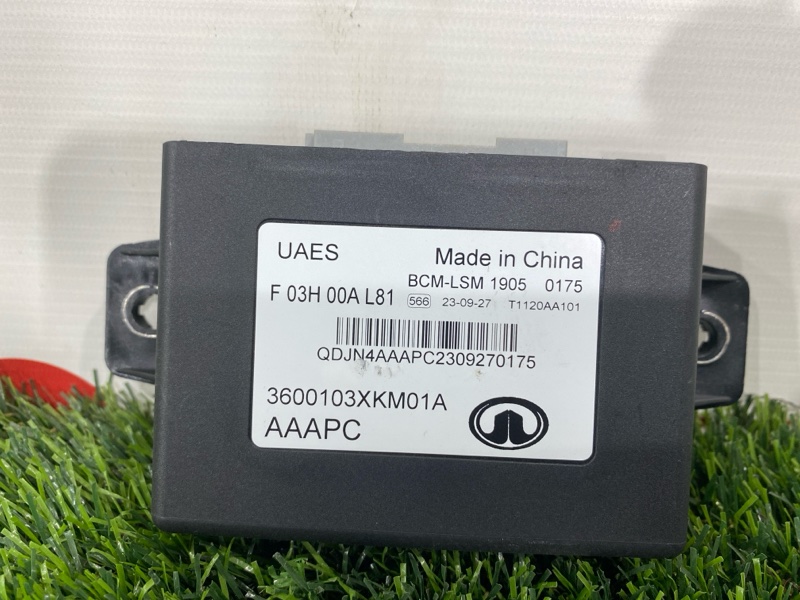 UAES Made in China
BCM-LSM 1905 0175
F 03H 00A L81 566 23-09-27 T1120AA101
QDJN4AAAPC2309270175
3600103XKM01A
AAAPC